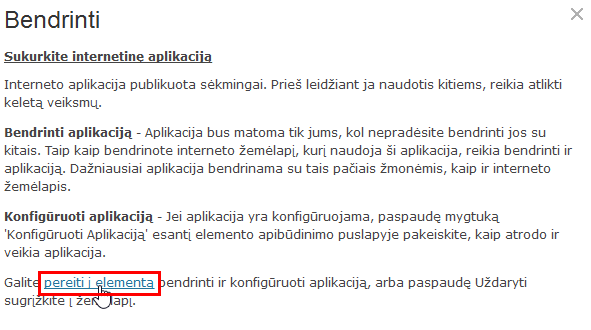 Bendrinti
Sukurkite internetinę aplikaciją
Interneto aplikacija publikuota sėkmingai. Prieš leidžiant ja naudotis kitiems, reikia atlikti
keletą veiksmų.
Bendrinti aplikaciją - Aplikacija bus matoma tik jums, kol nepradėsite bendrinti jos su
kitais. Taip kaip bendrinote interneto žemėlapį, kurį naudoja ši aplikacija, reikia bendrinti ir
aplikaciją. Dažniausiai aplikacija bendrinama su tais pačiais žmonėmis, kaip ir interneto
žemėlapis.
Konfigūruoti aplikaciją - Jei aplikacija yra konfigūruojama, paspaudę mygtuką
'Konfigūruoti Aplikaciją' esantį elemento apibūdinimo puslapyje pakeiskite, kaip atrodo ir
veikia aplikacija.
Galite pereiti į elementą bendrinti ir konfigūruoti aplikaciją, arba paspaudę Uždaryti
sugrįžkite į žemėlapį.